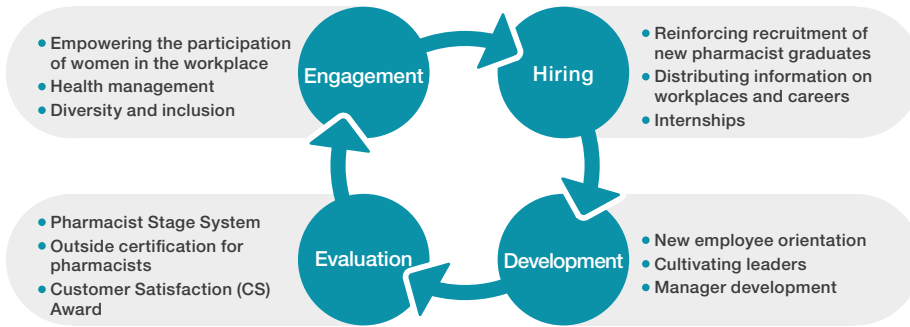 • Empowering the participation
of women in the workplace
• Health management
• Diversity and inclusion
Engagement
Hiring
• Reinforcing recruitment of
new pharmacist graduates
• Distributing information on
workplaces and careers
• Internships
• Pharmacist Stage System
• Outside certification for
pharmacists
• Customer Satisfaction (CS)
Award
Evaluation
Development
• New employee orientation
• Cultivating leaders
• Manager development